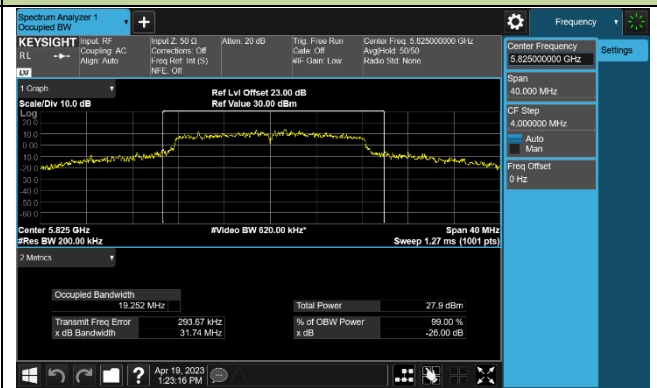 Spectrum Analyzer 1
Occupied BW
Frequency
KEYSIGHT
RL
LXI
Input: RF
Coupling: AC
Align: Auto
Input Z: 50 Ω
Corrections: Off
Freq Ref: Int (S)
NFE: Off
Atten: 20 dB
Trig: Free Run
Gate: Off
#IF Gain: Low
Center Freq: 5.825000000 GHz
Avg|Hold: 50/50
Radio Std: None
Center Frequency
5.825000000 GHz
Settings
Span
40.000 MHz
CF Step
4.000000 MHz
Auto
Man
Freq Offset
0 Hz
1 Graph
Scale/Div 10.0 dB
Ref Lvl Offset 23.00 dB
Ref Value 30.00 dBm
Log
20.0
10.0
0.00
-10.0
-20.0
-30.0
-40.0
-50.0
-60.0
Center 5.825 GHz
#Video BW 620.00 kHz*
Span 40 MHz
#Res BW 200.00 kHz
Sweep 1.27 ms (1001 pts)
2 Metrics
Occupied Bandwidth
19.252 MHz
Total Power 27.9 dBm
Transmit Freq Error 293.67 kHz
% of OBW Power 99.00 %
x dB Bandwidth 31.74 MHz
x dB -26.00 dB
?
Apr 19, 2023
1:23:16 PM